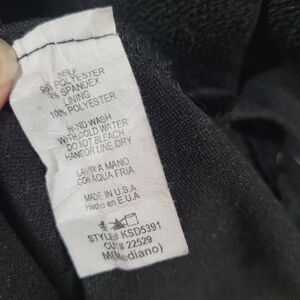 SELF
96% POLYESTER
4% SPANDEX
LINING
100% POLYESTER
HAND WASH
WITH COLD WATER
DO NOT BLEACH
HANG OR LINE DRY
LAVAR A MANO
CON AQUA FRIA
MADE IN U.S.A
Hecho en E.U.A
STYLE# KSD5391
CUT# 22529
M(Mediano)